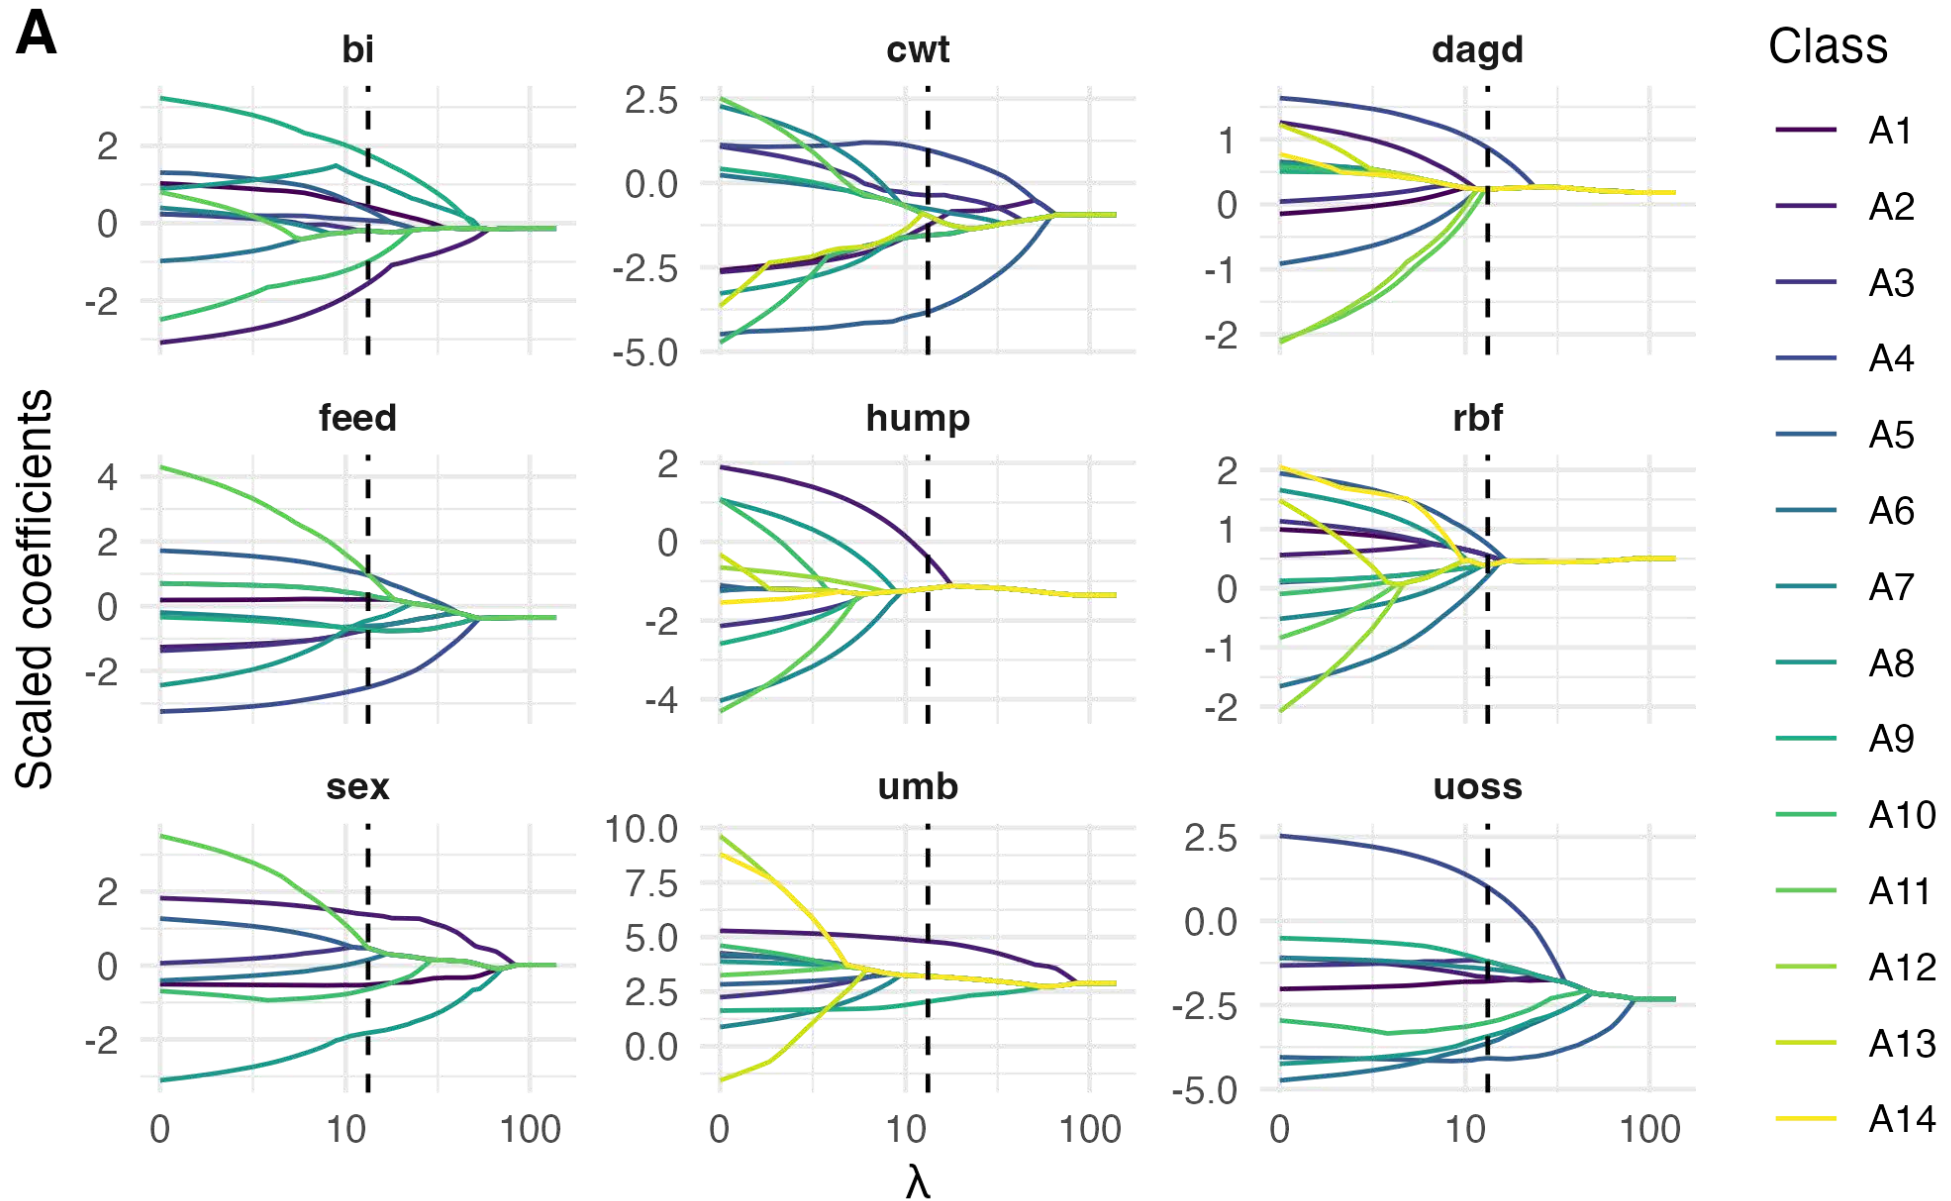 A
bi
cwt
dagd
Class
2
0
-2
2.5
0.0
-2.5
-5.0
1
0
-1
-2
A1
A2
A3
A4
A5
A6
A7
A8
A9
A10
A11
A12
A13
A14
Scaled coefficients
feed
hump
rbf
4
2
0
-2
2
0
-2
-4
2
1
0
-1
-2
sex
umb
uoss
2
0
-2
10.0
7.5
5.0
2.5
0.0
2.5
0.0
-2.5
-5.0
0 10 100
0 10 100
0 10 100
λ